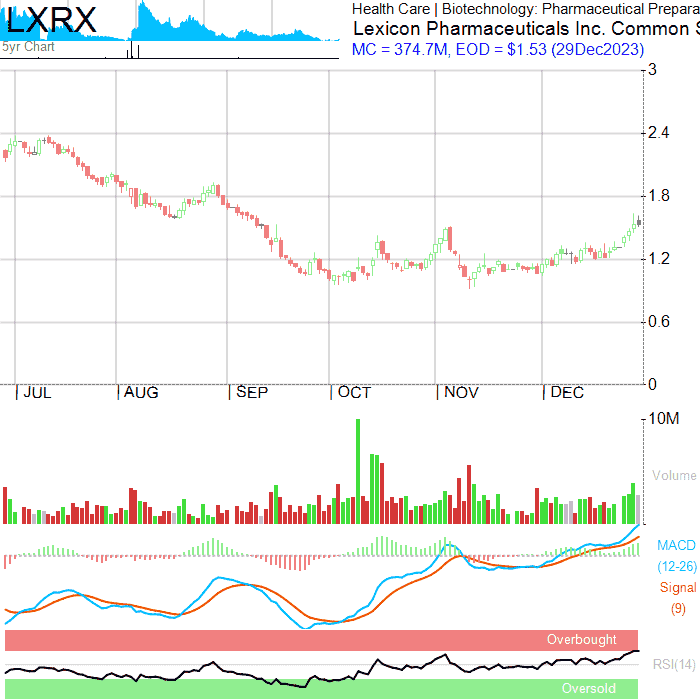 LXRX
5yr Chart
Health Care | Biotechnology: Pharmaceutical Prepara
Lexicon Pharmaceuticals Inc. Common S
MC = 374.7M, EOD = $1.53 (29Dec2023)
3
2.4
1.8
1.2
0.6
0
JUL
AUG
SEP
OCT
NOV
DEC
10M
Volume
MACD
(12-26)
Signal
(9)
Overbought
RSI(14)
Oversold